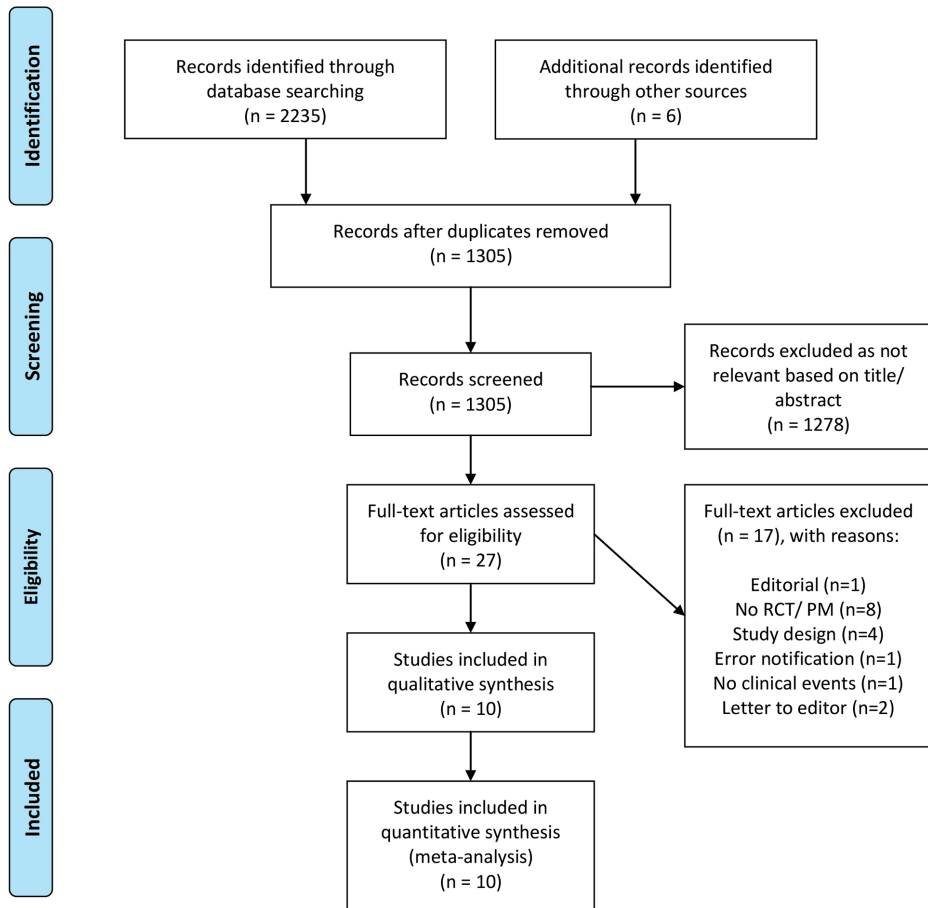 Identification
Records identified through
database searching
(n = 2235)
Additional records identified
through other sources
(n = 6)
Records after duplicates removed
(n = 1305)
Screening
Records screened
(n = 1305)
Records excluded as not
relevant based on title/
abstract
(n = 1278)
Eligibility
Full-text articles assessed
for eligibility
(n = 27)
Full-text articles excluded
(n = 17), with reasons:
Editorial (n=1)
No RCT/ PM (n=8)
Study design (n=4)
Error notification (n=1)
No clinical events (n=1)
Letter to editor (n=2)
Studies included in
qualitative synthesis
(n = 10)
Included
Studies included in
quantitative synthesis
(meta-analysis)
(n = 10)